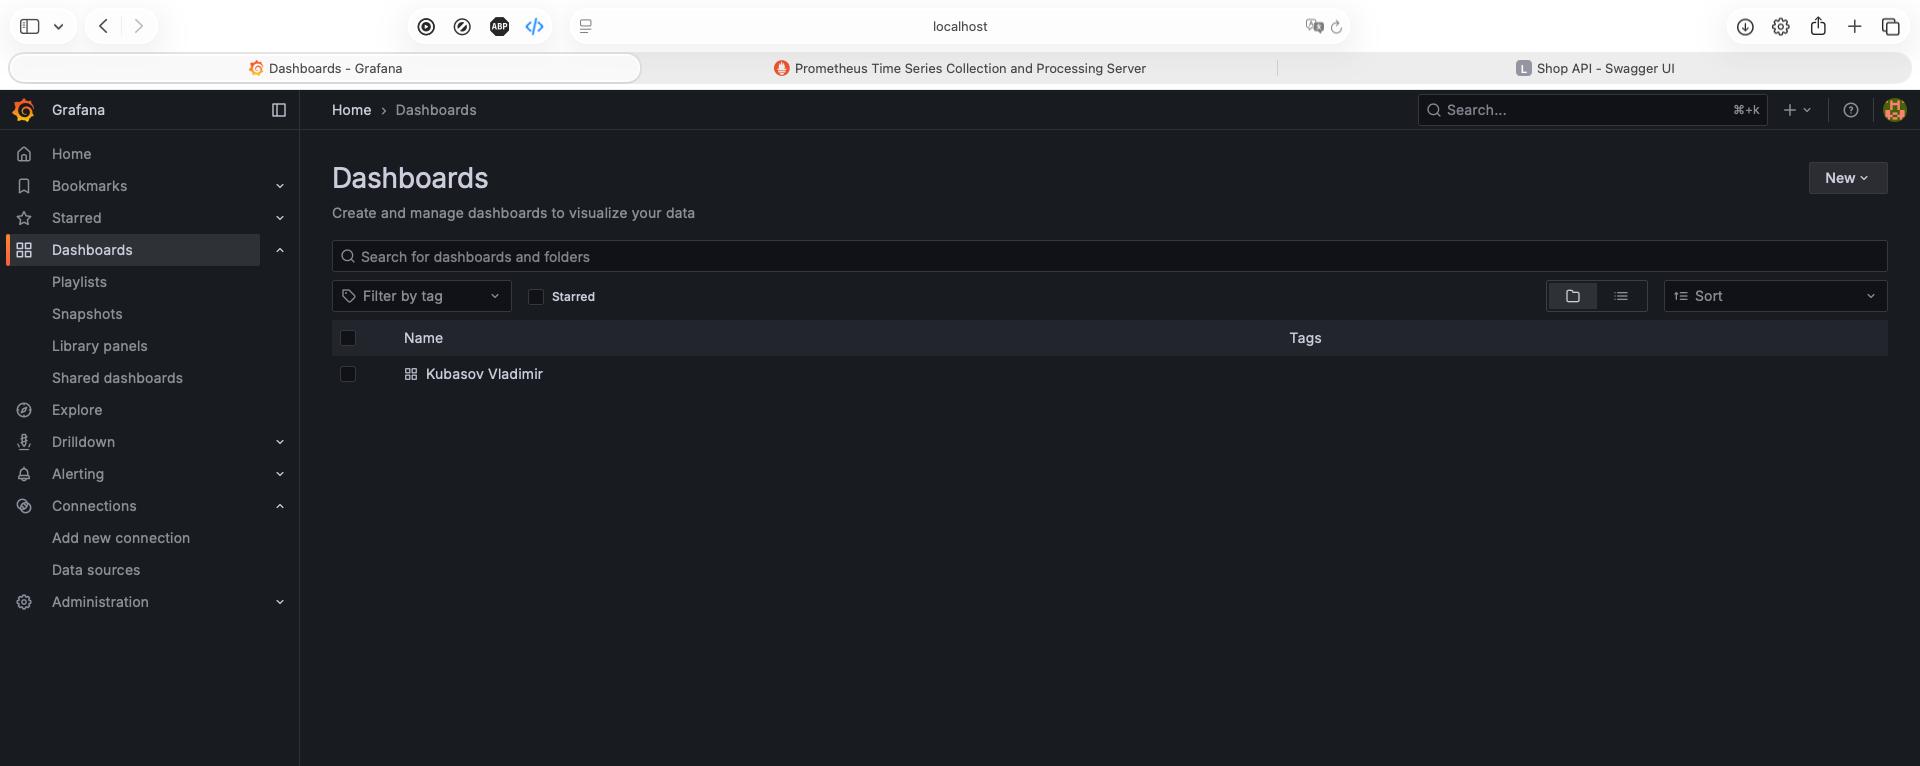 ABP
localhost
Dashboards - Grafana
Prometheus Time Series Collection and Processing Server
L Shop API - Swagger UI
Grafana
Home › Dashboards
Search... ⌘+k
Home
Bookmarks
Starred
Dashboards
Playlists
Snapshots
Library panels
Shared dashboards
Explore
Drilldown
Alerting
Connections
Add new connection
Data sources
Administration
Dashboards
New
Create and manage dashboards to visualize your data
Search for dashboards and folders
Filter by tag
Starred
Sort
Name Tags
Kubasov Vladimir